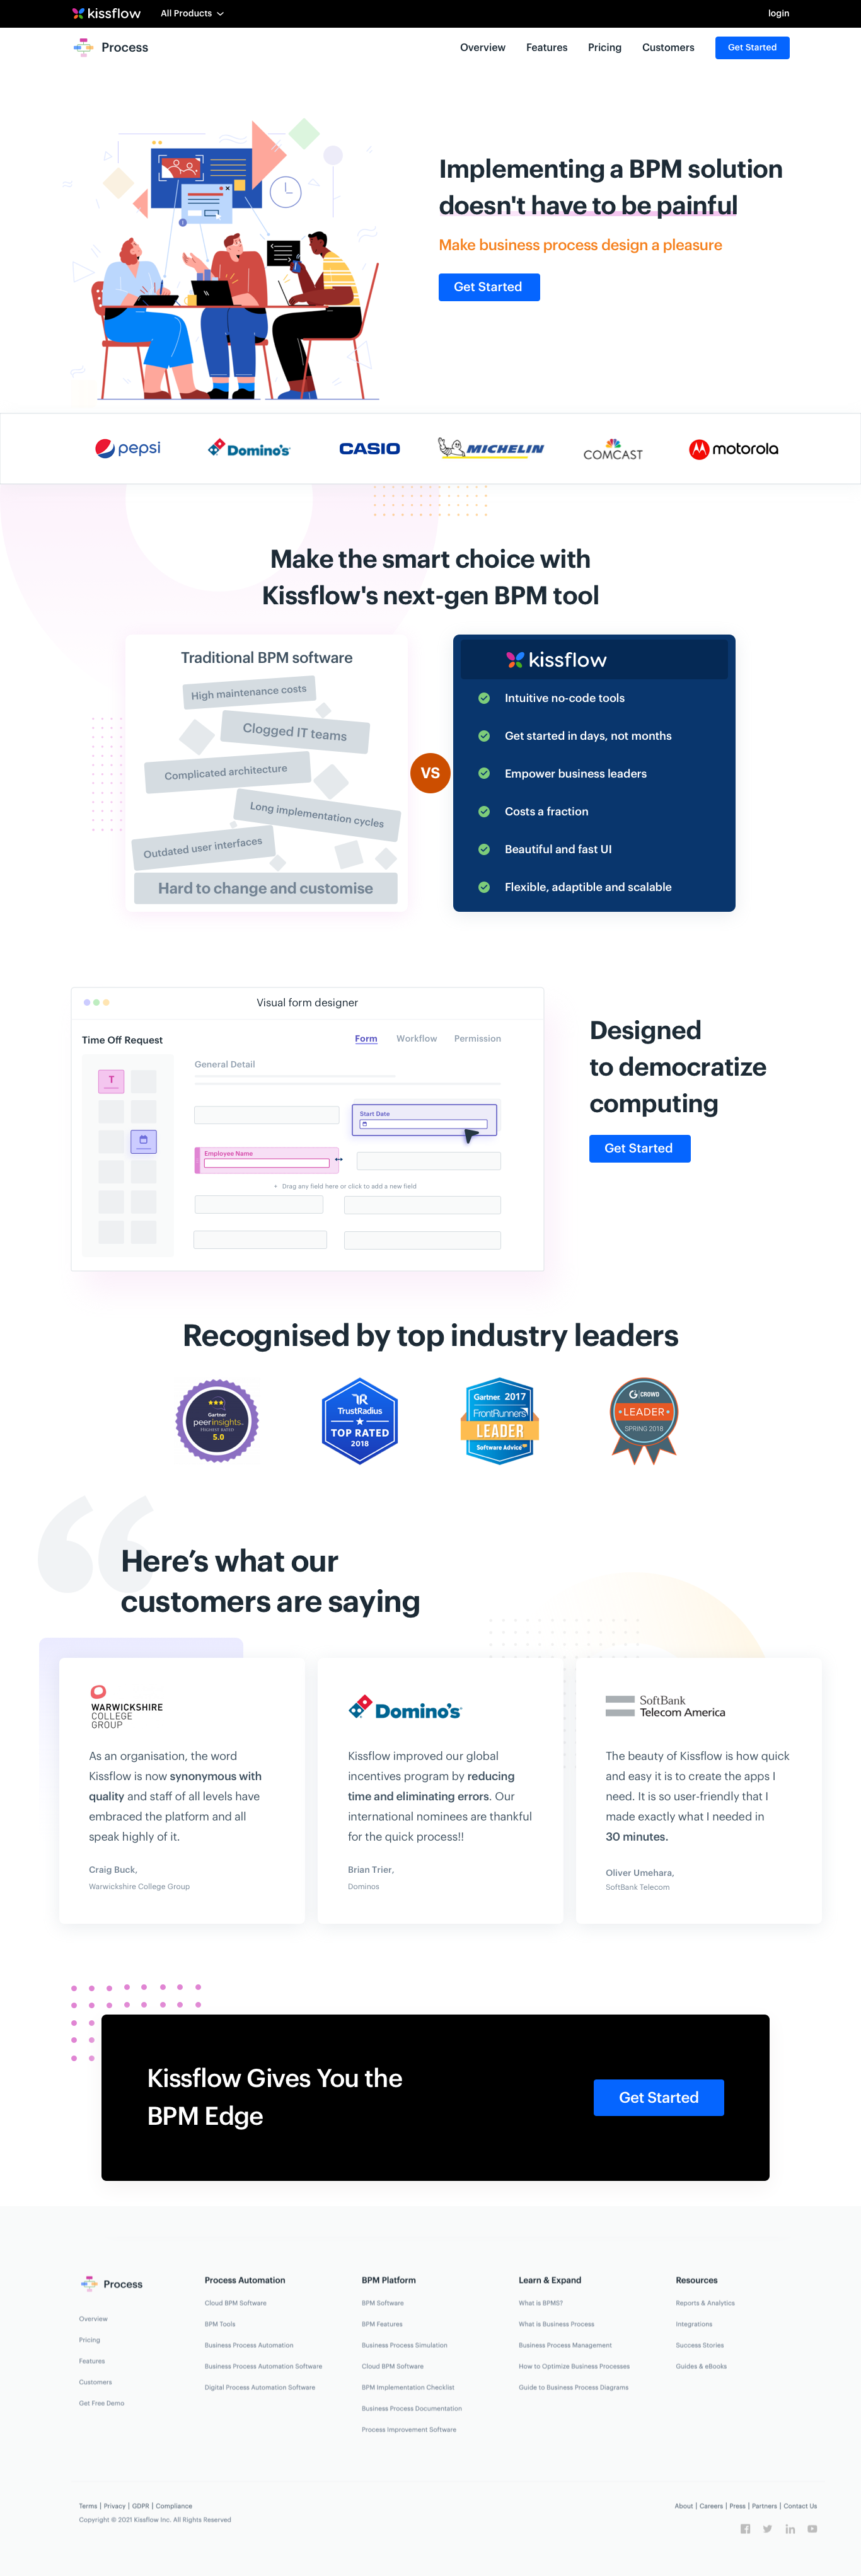 kissflow
All Products
login
Process
Overview
Features
Pricing
Customers
Get Started
Implementing a BPM solution
doesn't have to be painful
Make business process design a pleasure
Get Started
pepsi
Domino's
CASIO
MICHELIN
COMCAST
motorola
Make the smart choice with
Kissflow's next-gen BPM tool
Traditional BPM software
High maintenance costs
Clogged IT teams
Complicated architecture
Long implementation cycles
Outdated user interfaces
Hard to change and customise
VS
kissflow
Intuitive no-code tools
Get started in days, not months
Empower business leaders
Costs a fraction
Beautiful and fast UI
Flexible, adaptible and scalable
Visual form designer
Time Off Request
Form
Workflow
Permission
General Detail
T
Start Date
Employee Name
+ Drag any field here or click to add a new field
Designed
to democratize
computing
Get Started
Recognised by top industry leaders
Gartner
peerinsights
HIGHEST RATED
5.0
TR
TrustRadius
TOP RATED
2018
Gartner 2017
FrontRunners
LEADER
Software Advice
G CROWD
LEADER
SPRING 2018
Here’s what our
customers are saying
WARWICKSHIRE
COLLEGE
GROUP
As an organisation, the word
Kissflow is now synonymous with
quality and staff of all levels have
embraced the platform and all
speak highly of it.
Craig Buck,
Warwickshire College Group
Domino's
Kissflow improved our global
incentives program by reducing
time and eliminating errors. Our
international nominees are thankful
for the quick process!!
Brian Trier,
Dominos
SoftBank
Telecom America
The beauty of Kissflow is how quick
and easy it is to create the apps I
need. It is so user-friendly that I
made exactly what I needed in
30 minutes.
Oliver Umehara,
SoftBank Telecom
Kissflow Gives You the
BPM Edge
Get Started
Process
Overview
Pricing
Features
Customers
Get Free Demo
Process Automation
Cloud BPM Software
BPM Tools
Business Process Automation
Business Process Automation Software
Digital Process Automation Software
BPM Platform
BPM Software
BPM Features
Business Process Simulation
Cloud BPM Software
BPM Implementation Checklist
Business Process Documentation
Process Improvement Software
Learn & Expand
What is BPMS?
What is Business Process
Business Process Management
How to Optimize Business Processes
Guide to Business Process Diagrams
Resources
Reports & Analytics
Integrations
Success Stories
Guides & eBooks
Terms | Privacy | GDPR | Compliance
Copyright © 2021 Kissflow Inc. All Rights Reserved
About | Careers | Press | Partners | Contact Us